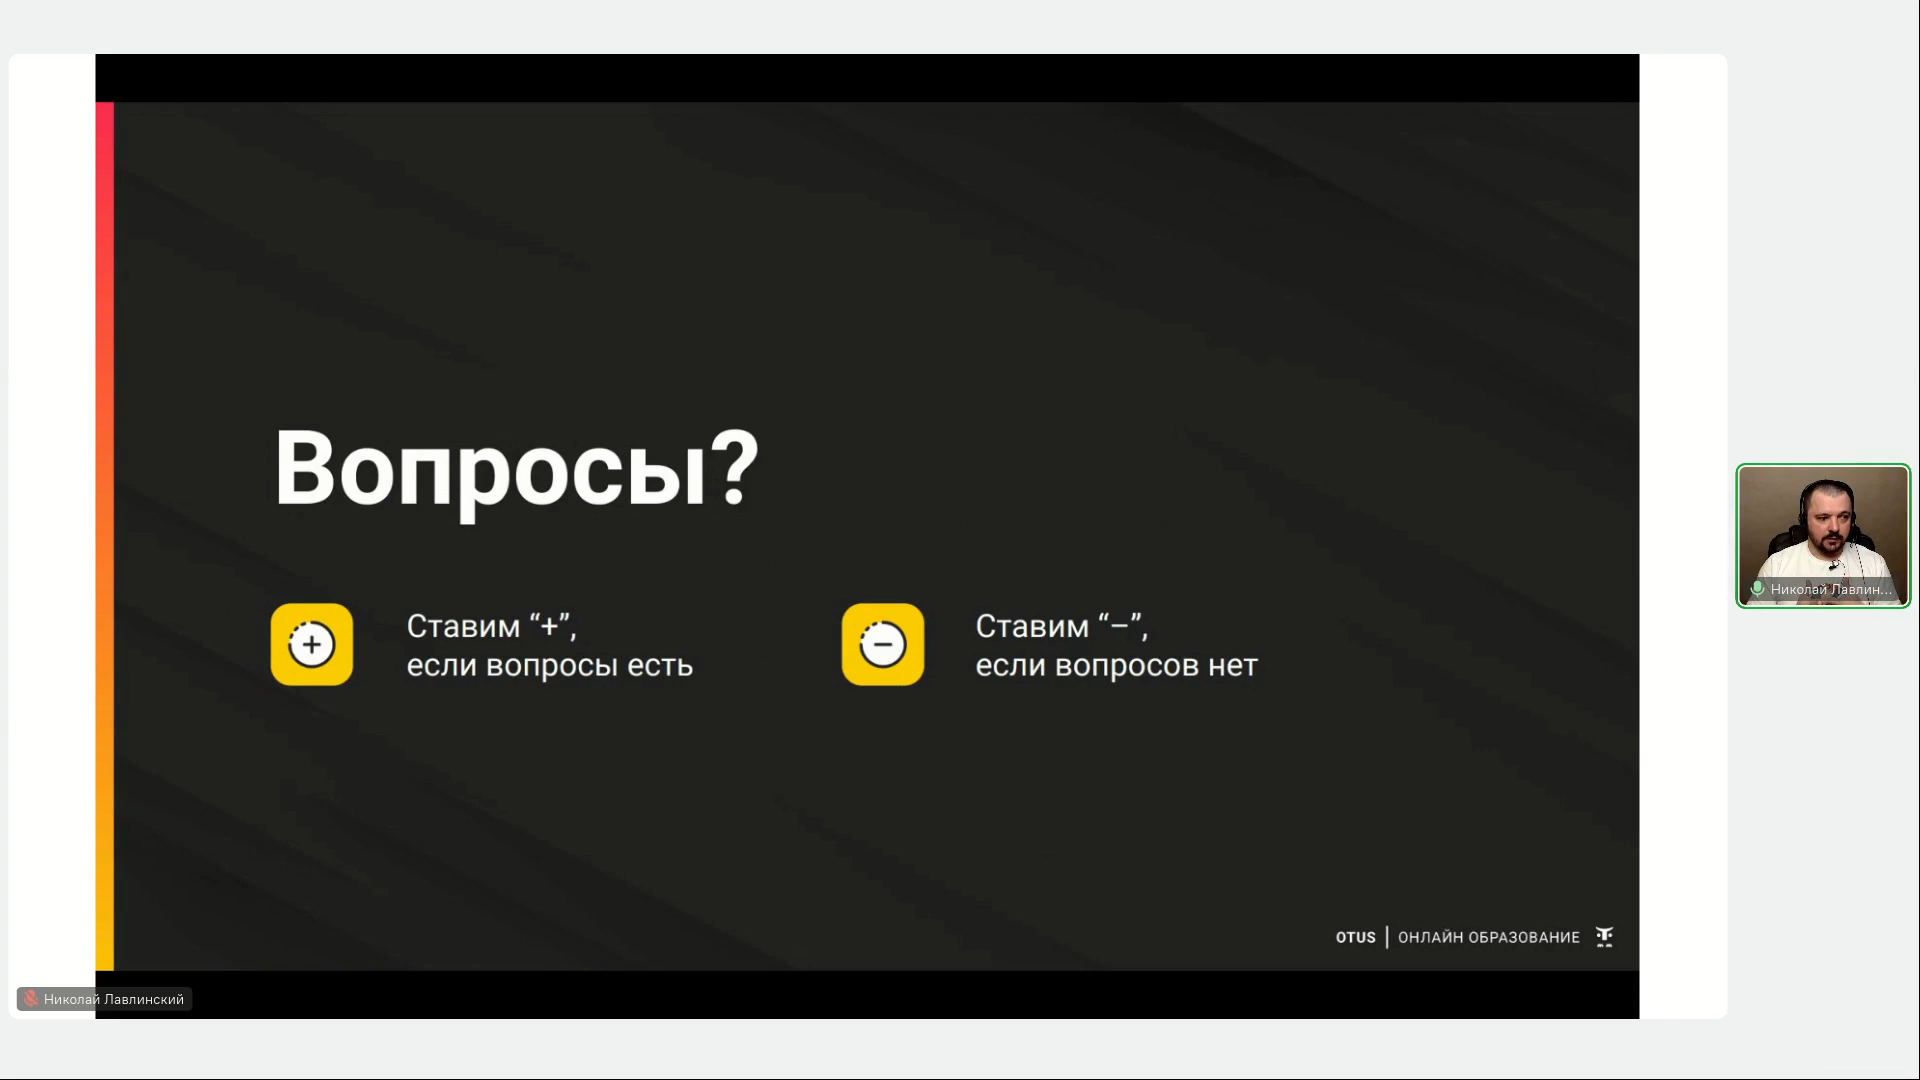 Вопросы?
Ставим “+”,
если вопросы есть
Ставим “–”,
если вопросов нет
OTUS | ОНЛАЙН ОБРАЗОВАНИЕ
Николай Лавлинский
Николай Лавлин...